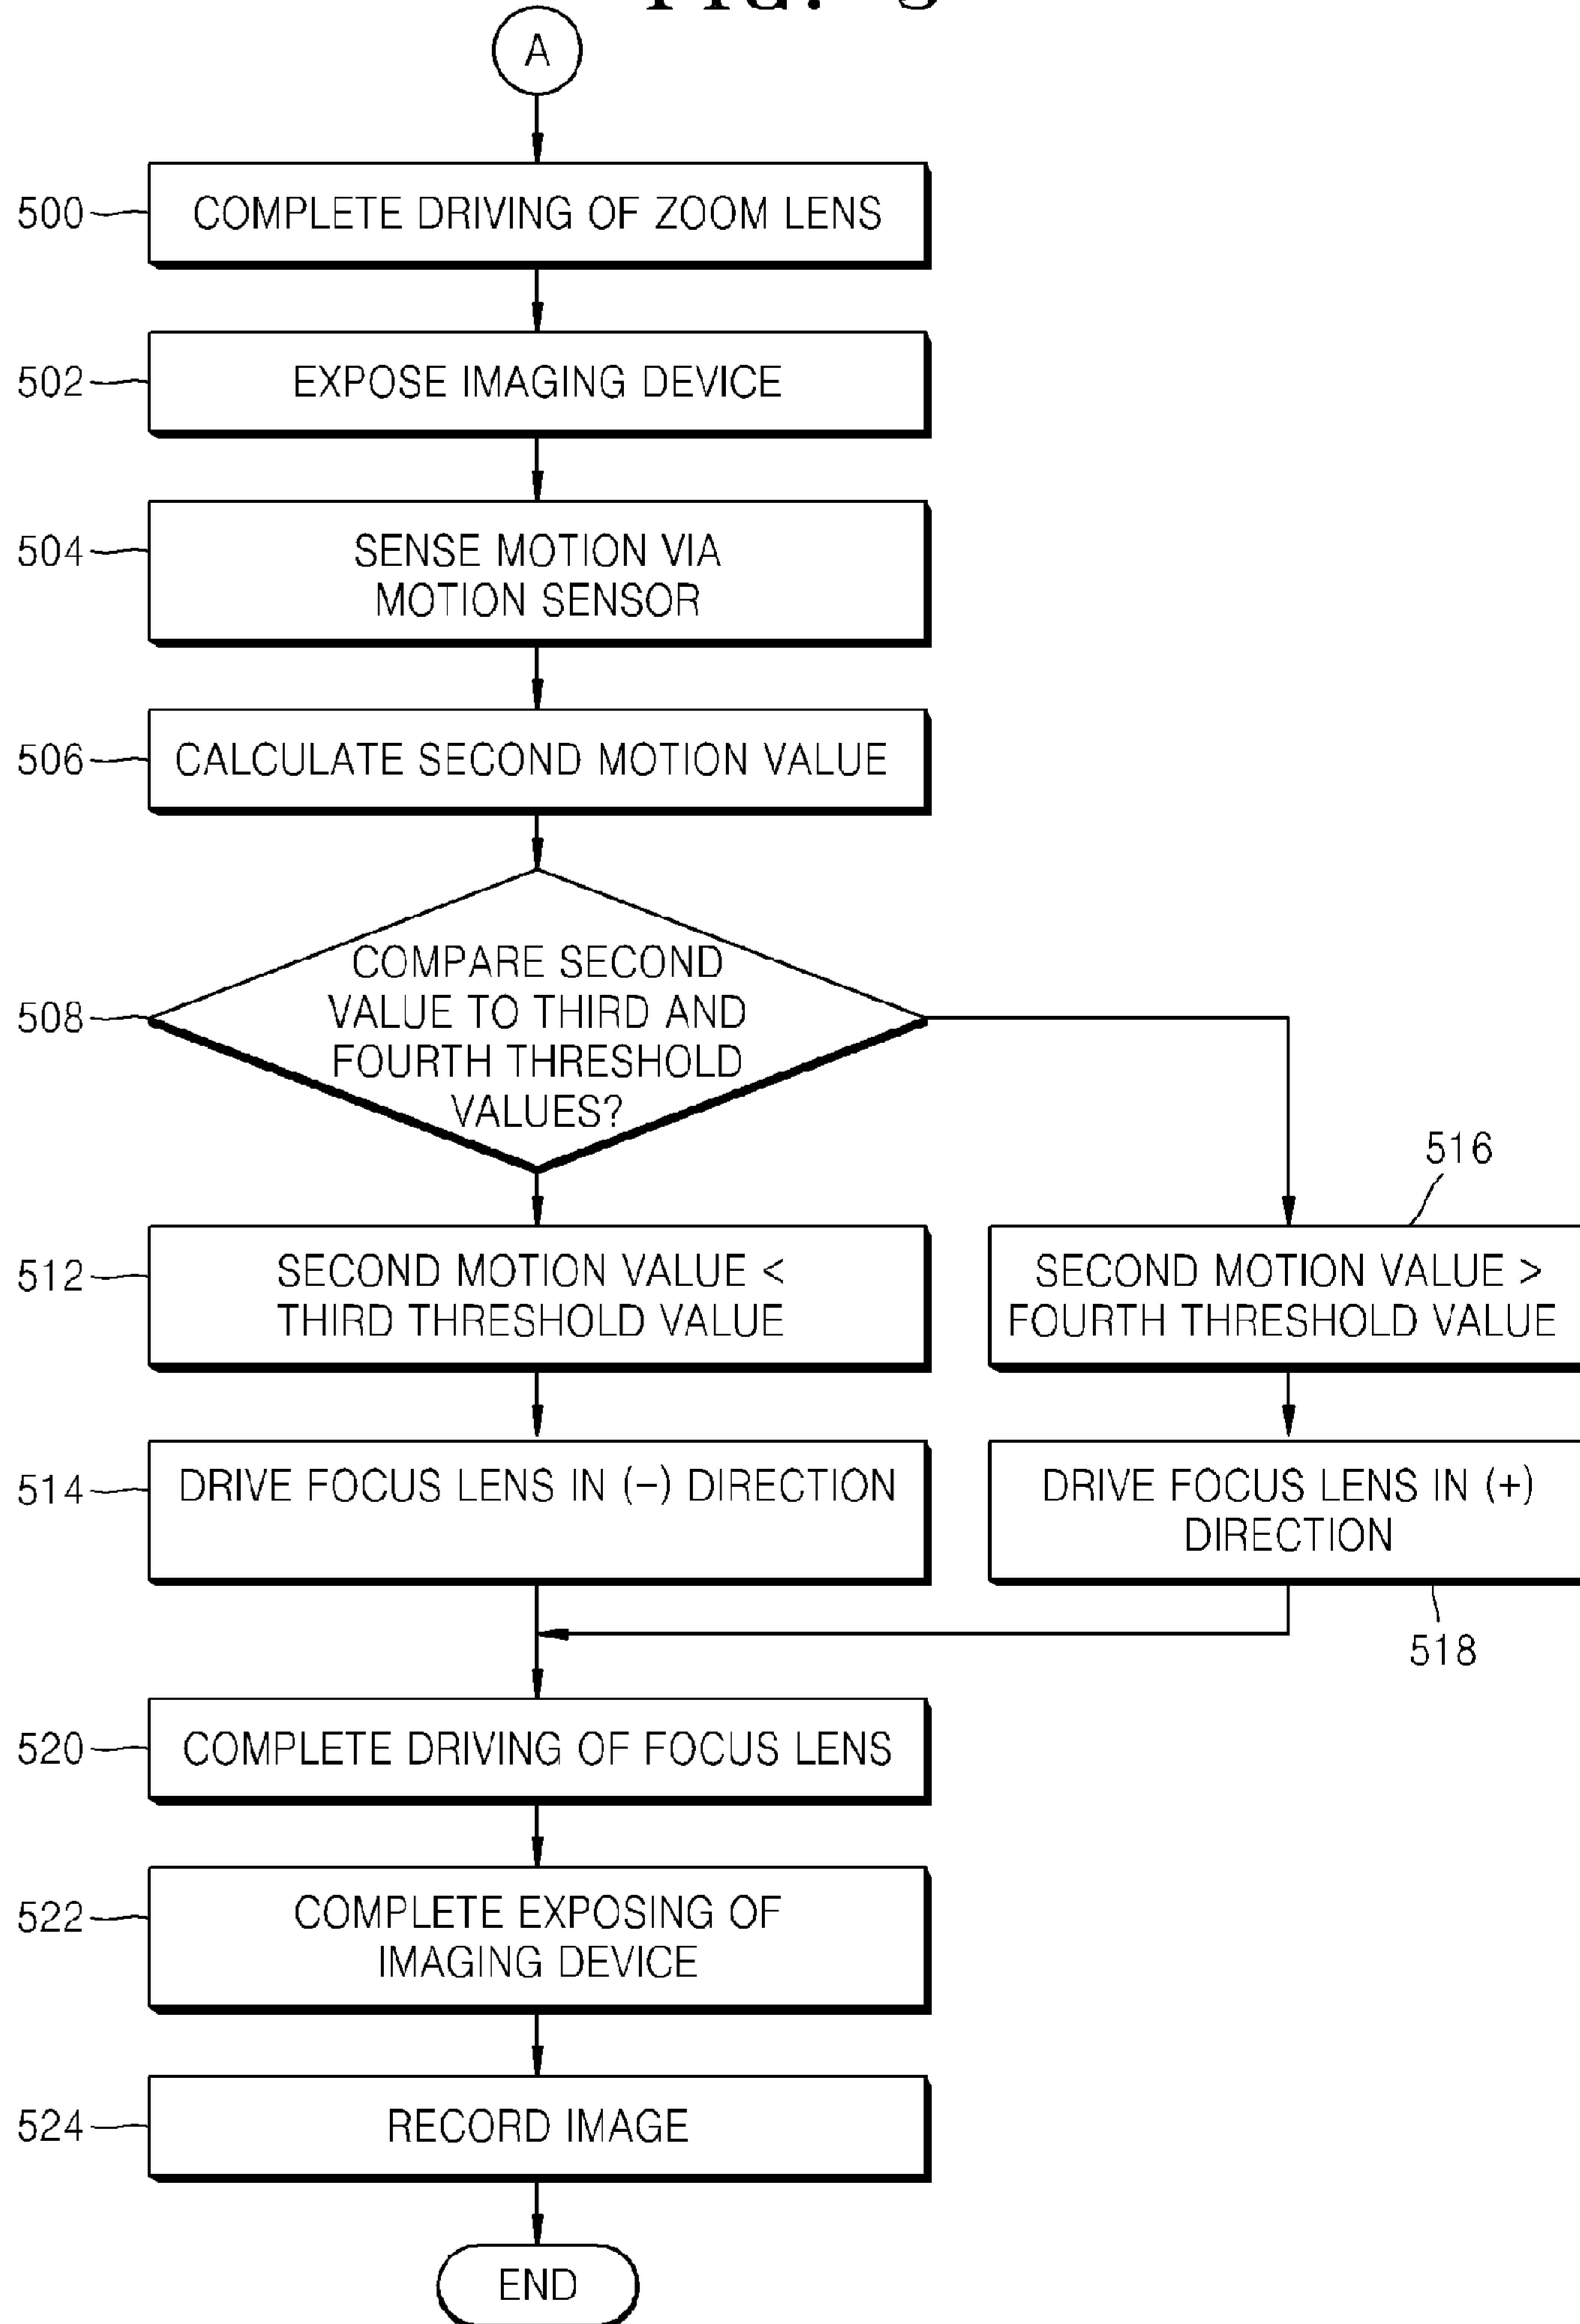 A
500
COMPLETE DRIVING OF ZOOM LENS
502
EXPOSE IMAGING DEVICE
504
SENSE MOTION VIA
MOTION SENSOR
506
CALCULATE SECOND MOTION VALUE
508
COMPARE SECOND
VALUE TO THIRD AND
FOURTH THRESHOLD
VALUES?
512
SECOND MOTION VALUE <
THIRD THRESHOLD VALUE
516
SECOND MOTION VALUE >
FOURTH THRESHOLD VALUE
514
DRIVE FOCUS LENS IN (−) DIRECTION
DRIVE FOCUS LENS IN (+)
DIRECTION
518
520
COMPLETE DRIVING OF FOCUS LENS
522
COMPLETE EXPOSING OF
IMAGING DEVICE
524
RECORD IMAGE
END